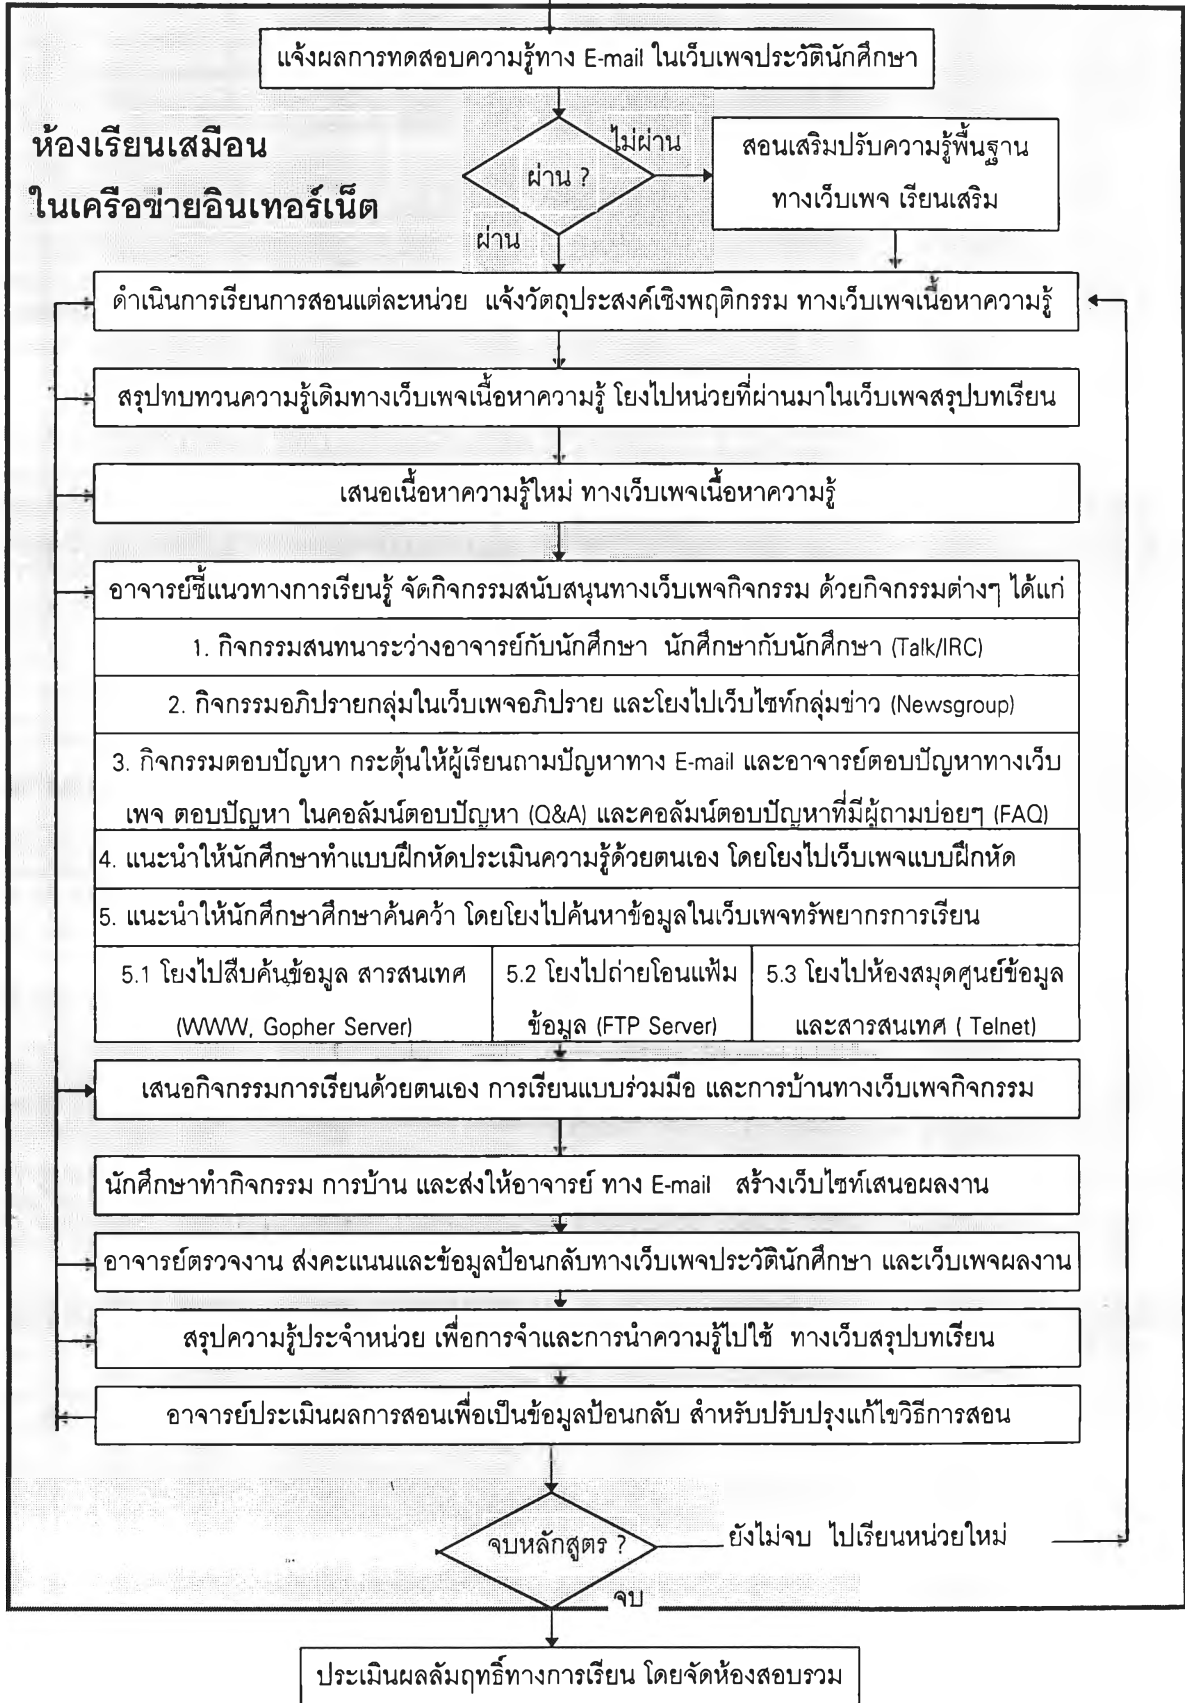 แจ้งผลการทดสอบความรู้ทาง E-mail ในเว็บเพจประวัตินักศึกษา
ห้องเรียนเสมือน
ในเครือข่ายอินเทอร์เน็ต
ผ่าน ?
ไม่ผ่าน
สอนเสริมปรับความรู้พื้นฐาน
ทางเว็บเพจ เรียนเสริม
ผ่าน
ดำเนินการเรียนการสอนแต่ละหน่วย แจ้งวัตถุประสงค์เชิงพฤติกรรม ทางเว็บเพจเนื้อหาความรู้
สรุปทบทวนความรู้เดิมทางเว็บเพจเนื้อหาความรู้ โยงไปหน่วยที่ผ่านมาในเว็บเพจสรุปบทเรียน
เสนอเนื้อหาความรู้ใหม่ ทางเว็บเพจเนื้อหาความรู้
อาจารย์ชี้แนวทางการเรียนรู้ จัดกิจกรรมสนับสนุนทางเว็บเพจกิจกรรม ด้วยกิจกรรมต่างๆ ได้แก่
1. กิจกรรมสนทนาระว่างอาจารย์กับนักศึกษา นักศึกษากับนักศึกษา (Talk/IRC)
2. กิจกรรมอภิปรายกลุ่มในเว็บเพจอภิปราย และโยงไปเว็บไซท์กลุ่มข่าว (Newsgroup)
3. กิจกรรมตอบปัญหา กระตุ้นให้ผู้เรียนถามปัญหาทาง E-mail และอาจารย์ตอบปัญหาทางเว็บ
เพจ ตอบปัญหา ในคอลัมน์ตอบปัญหา (Q&A) และคอลัมน์ตอบปัญหาที่มีผู้ถามบ่อยๆ (FAQ)
4. แนะนำให้นักศึกษาทำแบบฝึกหัดประเมินความรู้ด้วยตนเอง โดยโยงไปเว็บเพจแบบฝึกหัด
5. แนะนำให้นักศึกษาศึกษาค้นคว้า โดยโยงไปค้นหาข้อมูลในเว็บเพจทรัพยากรการเรียน
5.1 โยงไปสืบค้นข้อมูล สารสนเทศ
(WWW, Gopher Server)
5.2 โยงไปถ่ายโอนแฟ้ม
ข้อมูล (FTP Server)
5.3 โยงไปห้องสมุดศูนย์ข้อมูล
และสารสนเทศ ( Telnet)
เสนอกิจกรรมการเรียนด้วยตนเอง การเรียนแบบร่วมมือ และการบ้านทางเว็บเพจกิจกรรม
นักศึกษาทำกิจกรรม การบ้าน และส่งให้อาจารย์ ทาง E-mail สร้างเว็บไซท์เสนอผลงาน
อาจารย์ตรวจงาน ส่งคะแนนและข้อมูลป้อนกลับทางเว็บเพจประวัตินักศึกษา และเว็บเพจผลงาน
สรุปความรู้ประจำหน่วย เพื่อการจำและการนำความรู้ไปใช้ ทางเว็บสรุปบทเรียน
อาจารย์ประเมินผลการสอนเพื่อเป็นข้อมูลป้อนกลับ สำหรับปรับปรุงแก้ไขวิธีการสอน
จบหลักสูตร ?
ยังไม่จบ ไปเรียนหน่วยใหม่
จบ
ประเมินผลสัมฤทธิ์ทางการเรียน โดยจัดห้องสอบรวม